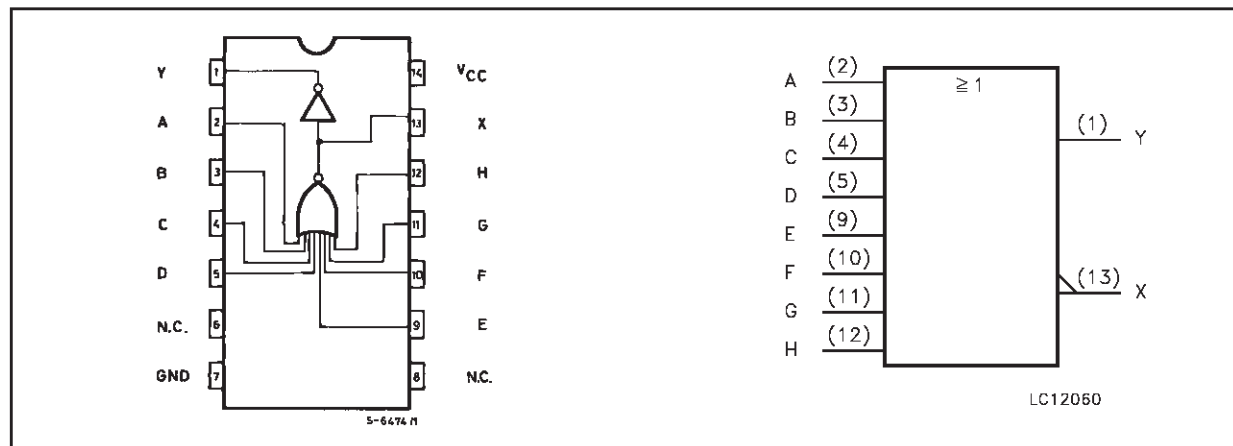 Y 1 14 VCC
A 2 13 X
B 3 12 H
C 4 11 G
D 5 10 F
N.C. 6 9 E
GND 7 8 N.C.
S-6474 M
≧ 1
A (2)
B (3)
C (4)
D (5)
E (9)
F (10)
G (11)
H (12)
(1) Y
(13) X
LC12060